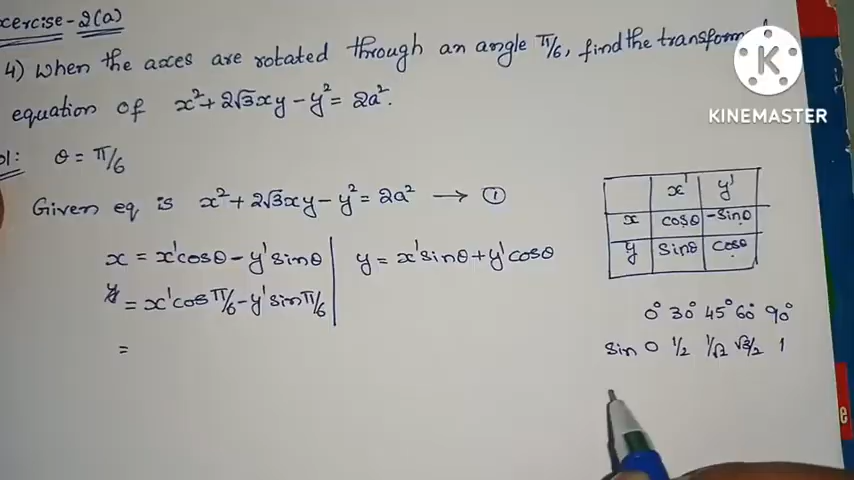 xercise-2(a)
4) When the axes are rotated through an angle π/6, find the transform
equation of x²+2√3xy-y²=2a².
ol: θ=π/6
Given eq is x²+2√3xy-y²=2a² → ①
x = x'cosθ-y'sinθ | y = x'sinθ+y'cosθ
= x'cosπ/6-y'sinπ/6
=
x' y'
x cosθ -sinθ
y sinθ cosθ
0° 30° 45° 60° 90°
sin 0 1/2 1/√2 √3/2 1
K
KINEMASTER